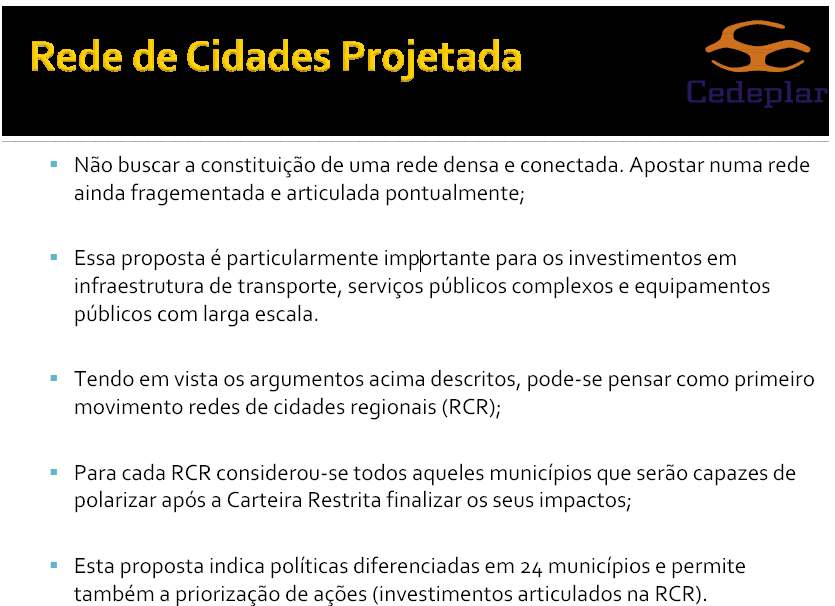 Rede de Cidades Projetada
Cedeplar
Não buscar a constituição de uma rede densa e conectada. Apostar numa rede
ainda fragementada e articulada pontualmente;
Essa proposta é particularmente importante para os investimentos em
infraestrutura de transporte, serviços públicos complexos e equipamentos
públicos com larga escala.
Tendo em vista os argumentos acima descritos, pode-se pensar como primeiro
movimento redes de cidades regionais (RCR);
Para cada RCR considerou-se todos aqueles municípios que serão capazes de
polarizar após a Carteira Restrita finalizar os seus impactos;
Esta proposta indica políticas diferenciadas em 24 municípios e permite
também a priorização de ações (investimentos articulados na RCR).